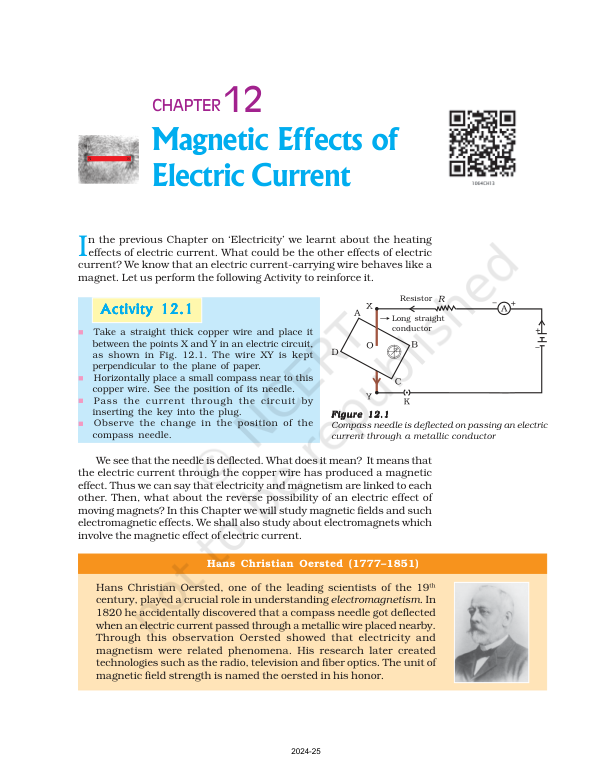 CHAPTER 12
Magnetic Effects of
Electric Current
1064CH13
In the previous Chapter on ‘Electricity’ we learnt about the heating
effects of electric current. What could be the other effects of electric
current? We know that an electric current-carrying wire behaves like a
magnet. Let us perform the following Activity to reinforce it.
Activity 12.1
■ Take a straight thick copper wire and place it
between the points X and Y in an electric circuit,
as shown in Fig. 12.1. The wire XY is kept
perpendicular to the plane of paper.
■ Horizontally place a small compass near to this
copper wire. See the position of its needle.
■ Pass the current through the circuit by
inserting the key into the plug.
■ Observe the change in the position of the
compass needle.
Resistor R
X
– A +
A
→ Long straight
conductor
O
B
D
C
Y
K
+
–
Figure 12.1
Compass needle is deflected on passing an electric
current through a metallic conductor
We see that the needle is deflected. What does it mean? It means that
the electric current through the copper wire has produced a magnetic
effect. Thus we can say that electricity and magnetism are linked to each
other. Then, what about the reverse possibility of an electric effect of
moving magnets? In this Chapter we will study magnetic fields and such
electromagnetic effects. We shall also study about electromagnets which
involve the magnetic effect of electric current.
Hans Christian Oersted (1777–1851)
Hans Christian Oersted, one of the leading scientists of the 19th
century, played a crucial role in understanding electromagnetism. In
1820 he accidentally discovered that a compass needle got deflected
when an electric current passed through a metallic wire placed nearby.
Through this observation Oersted showed that electricity and
magnetism were related phenomena. His research later created
technologies such as the radio, television and fiber optics. The unit of
magnetic field strength is named the oersted in his honor.
© NCERT
not to be republished
2024-25